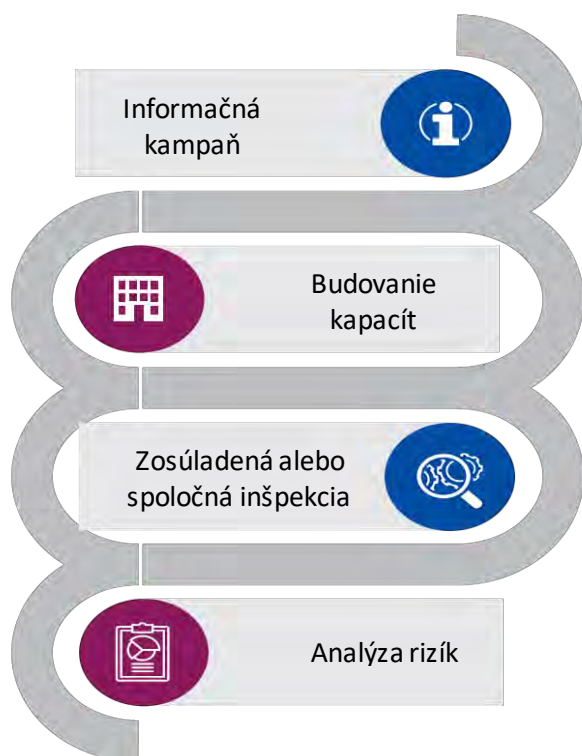 Informačná
kampaň
Budovanie
kapacít
Zosúladená alebo
spoločná inšpekcia
Analýza rizík